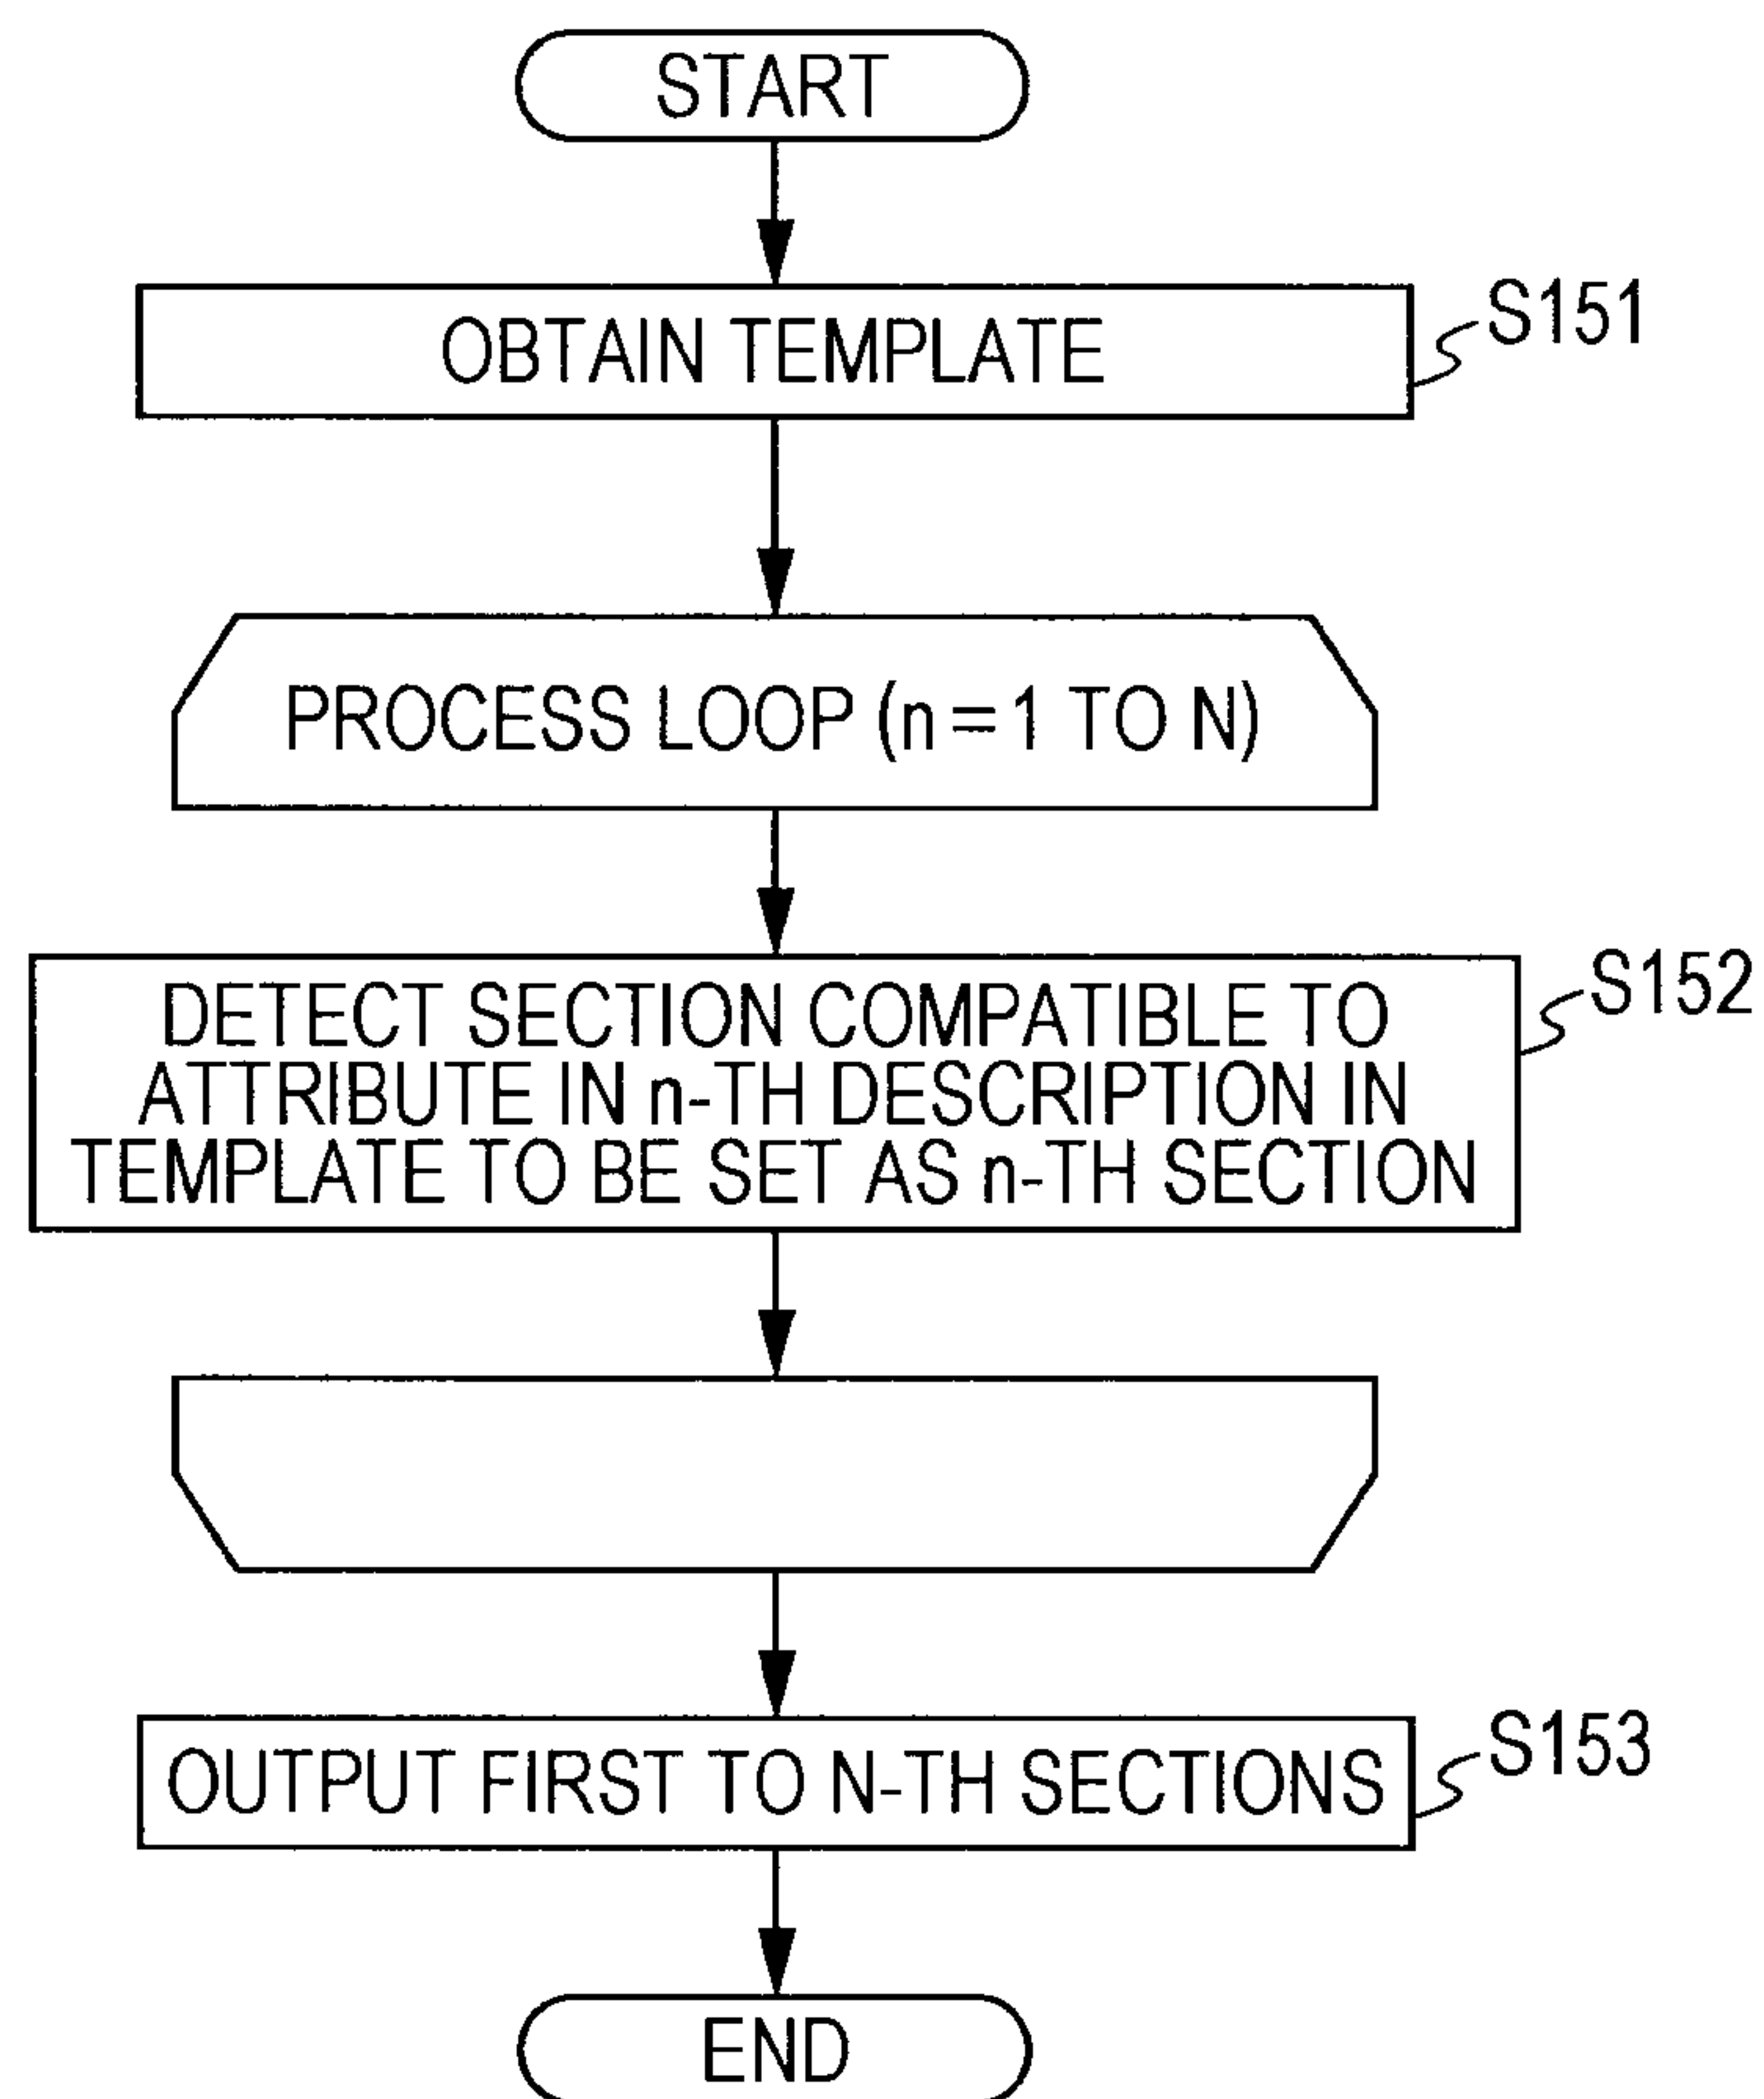 START
OBTAIN TEMPLATE
S151
PROCESS LOOP (n = 1 TO N)
DETECT SECTION COMPATIBLE TO
ATTRIBUTE IN n-TH DESCRIPTION IN
TEMPLATE TO BE SET AS n-TH SECTION
S152
OUTPUT FIRST TO N-TH SECTIONS
S153
END